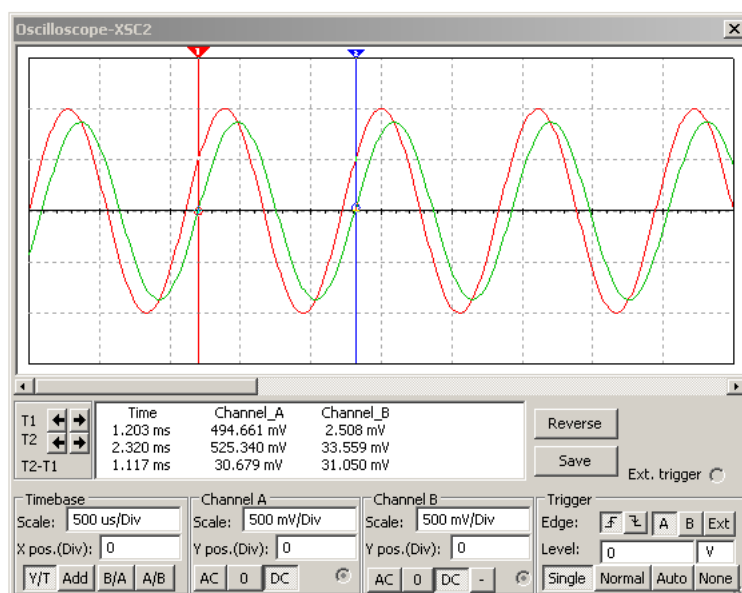 Oscilloscope-XSC2
1 2
Time Channel_A Channel_B
T1 1.203 ms 494.661 mV 2.508 mV
T2 2.320 ms 525.340 mV 33.559 mV
T2-T1 1.117 ms 30.679 mV 31.050 mV
Reverse
Save
Ext. trigger
Timebase
Scale: 500 us/Div
X pos.(Div): 0
Y/T Add B/A A/B
Channel A
Scale: 500 mV/Div
Y pos.(Div): 0
AC 0 DC
Channel B
Scale: 500 mV/Div
Y pos.(Div): 0
AC 0 DC -
Trigger
Edge: A B Ext
Level: 0 V
Single Normal Auto None